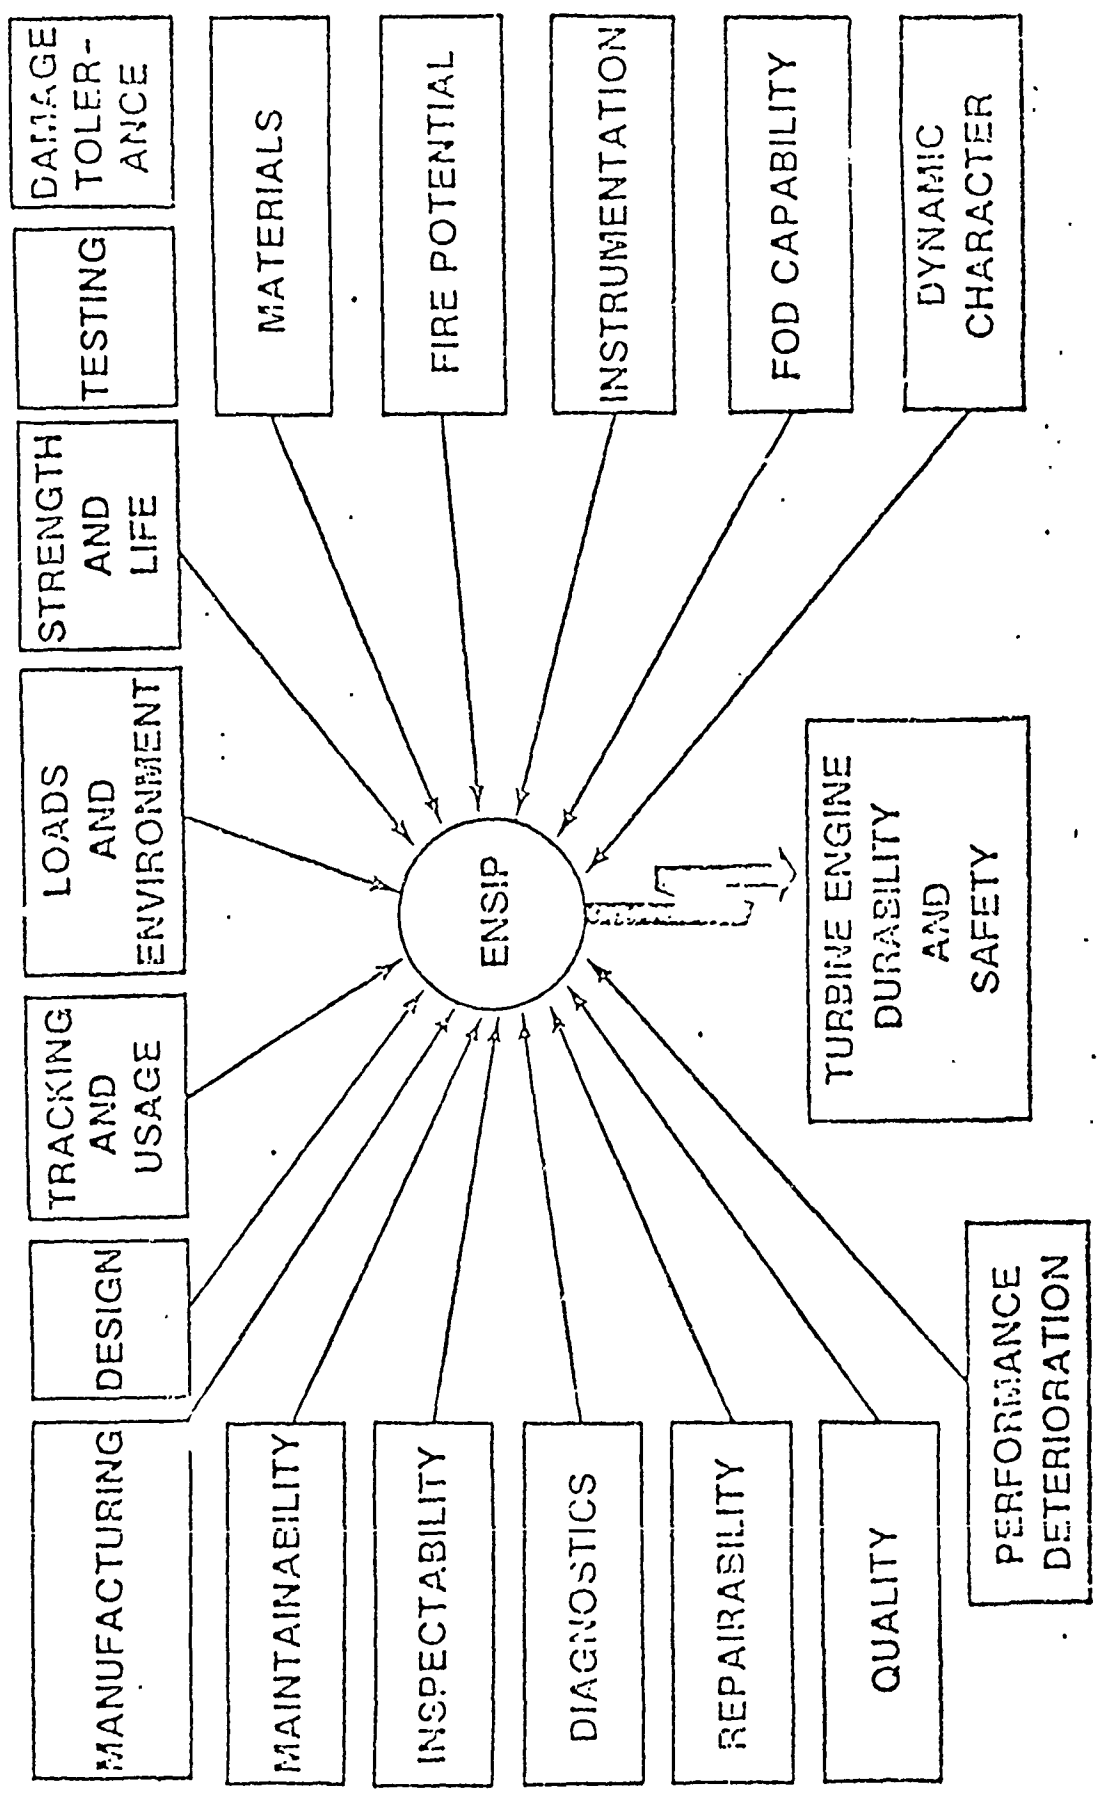 MANUFACTURING
DESIGN
TRACKING
AND
USAGE
LOADS
AND
ENVIRONMENT
STRENGTH
AND
LIFE
TESTING
DAMAGE
TOLER-
ANCE
MAINTAINABILITY
MATERIALS
INSPECTABILITY
FIRE POTENTIAL
ENSIP
DIAGNOSTICS
INSTRUMENTATION
REPAIRABILITY
FOD CAPABILITY
QUALITY
TURBINE ENGINE
DURABILITY
AND
SAFETY
DYNAMIC
CHARACTER
PERFORMANCE
DETERIORATION